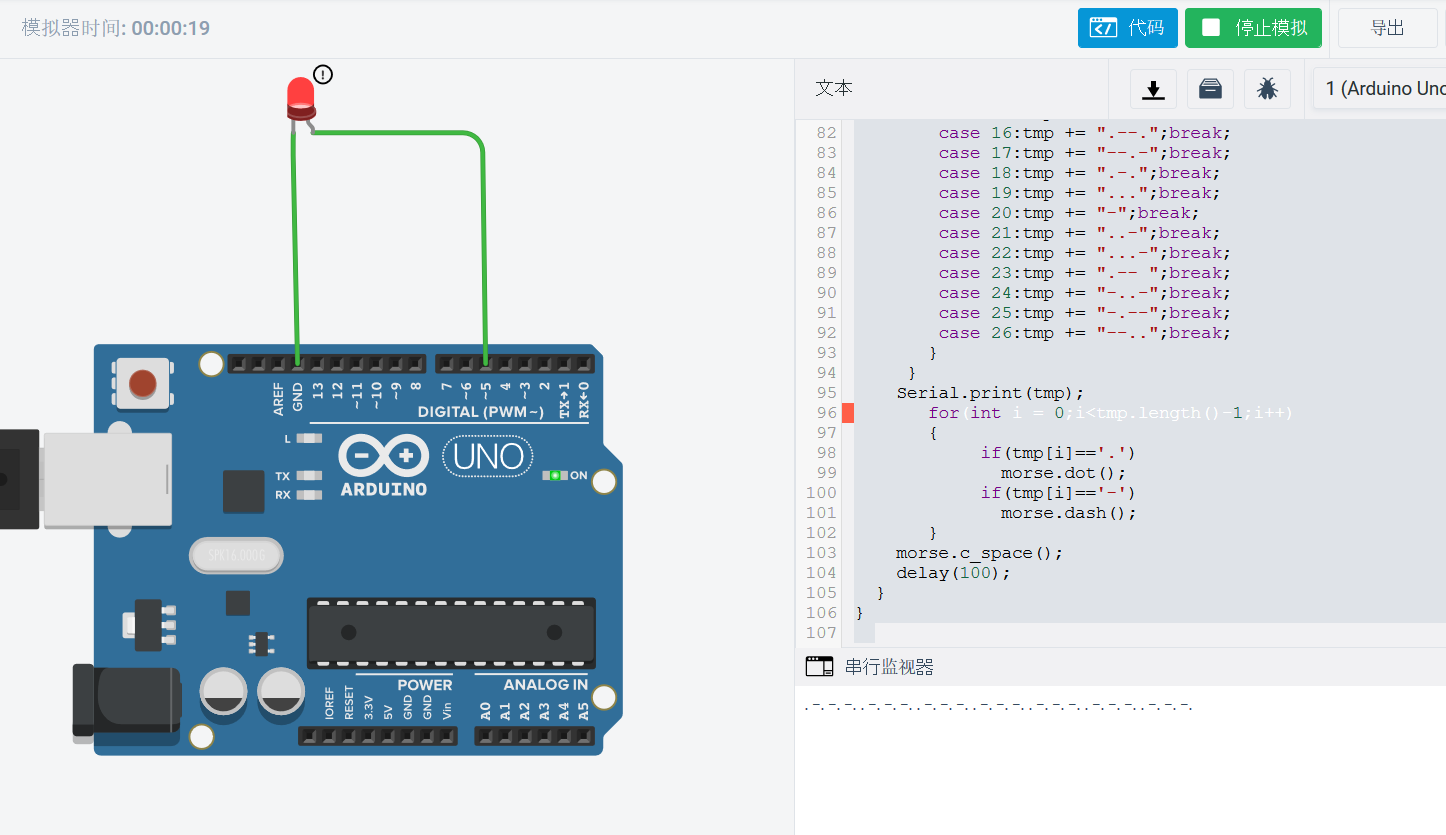 模拟器时间: 00:00:19
代码
停止模拟
导出
文本
1 (Arduino Uno
82 case 16:tmp += ".--.";break;
83 case 17:tmp += "--.-";break;
84 case 18:tmp += ".-.";break;
85 case 19:tmp += "...";break;
86 case 20:tmp += "-";break;
87 case 21:tmp += "..-";break;
88 case 22:tmp += "...-";break;
89 case 23:tmp += ".-- ";break;
90 case 24:tmp += "-..-";break;
91 case 25:tmp += "-.--";break;
92 case 26:tmp += "--..";break;
93 }
94 }
95 Serial.print(tmp);
96 for(int i = 0;i<tmp.length()-1;i++)
97 {
98 if(tmp[i]=='.')
99 morse.dot();
100 if(tmp[i]=='-')
101 morse.dash();
102 }
103 morse.c_space();
104 delay(100);
105 }
106 }
107
串行监视器
.-.-.-..-.-.-..-.-.-..-.-.-..-.-.-..-.-.-..-.-.-.
AREF
GND
13
12
~11
~10
~9
8
7
~6
~5
4
~3
2
TX→1
RX←0
DIGITAL (PWM~)
L
TX
RX
ARDUINO
UNO
ON
SPK16.000G
IOREF
RESET
3.3V
5V
GND
GND
Vin
POWER
ANALOG IN
A0
A1
A2
A3
A4
A5